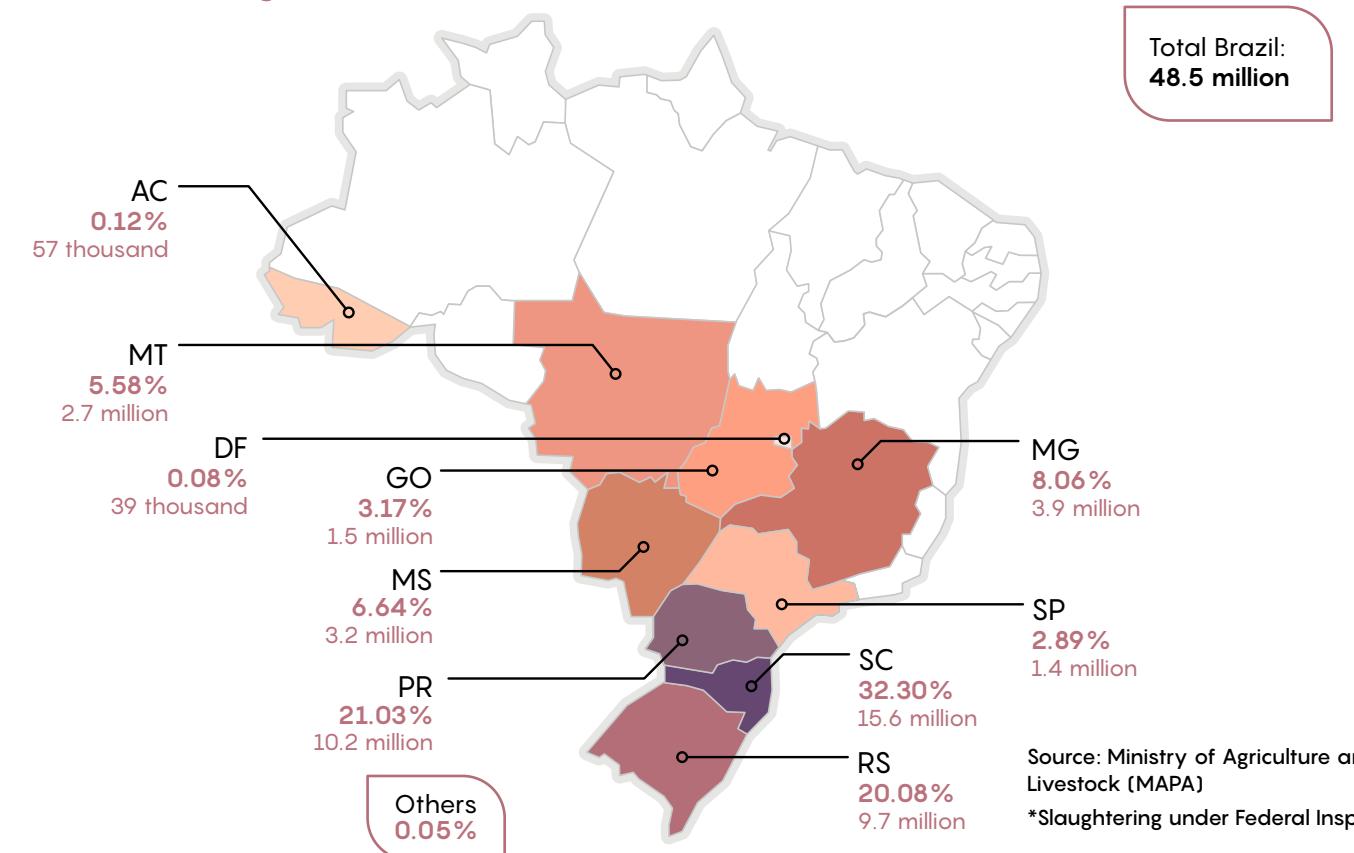 Total Brazil:
48.5 million
AC
0.12%
57 thousand
MT
5.58%
2.7 million
DF
0.08%
39 thousand
GO
3.17%
1.5 million
MG
8.06%
3.9 million
MS
6.64%
3.2 million
SP
2.89%
1.4 million
SC
32.30%
15.6 million
PR
21.03%
10.2 million
RS
20.08%
9.7 million
Others
0.05%
Source: Ministry of Agriculture
Livestock (MAPA)
*Slaughtering under Federal